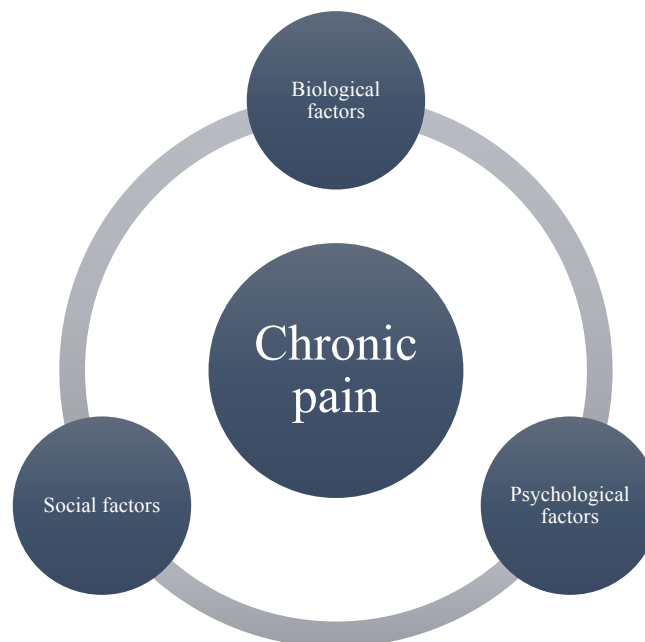 Biological
factors
Chronic
pain
Social factors
Psychological
factors